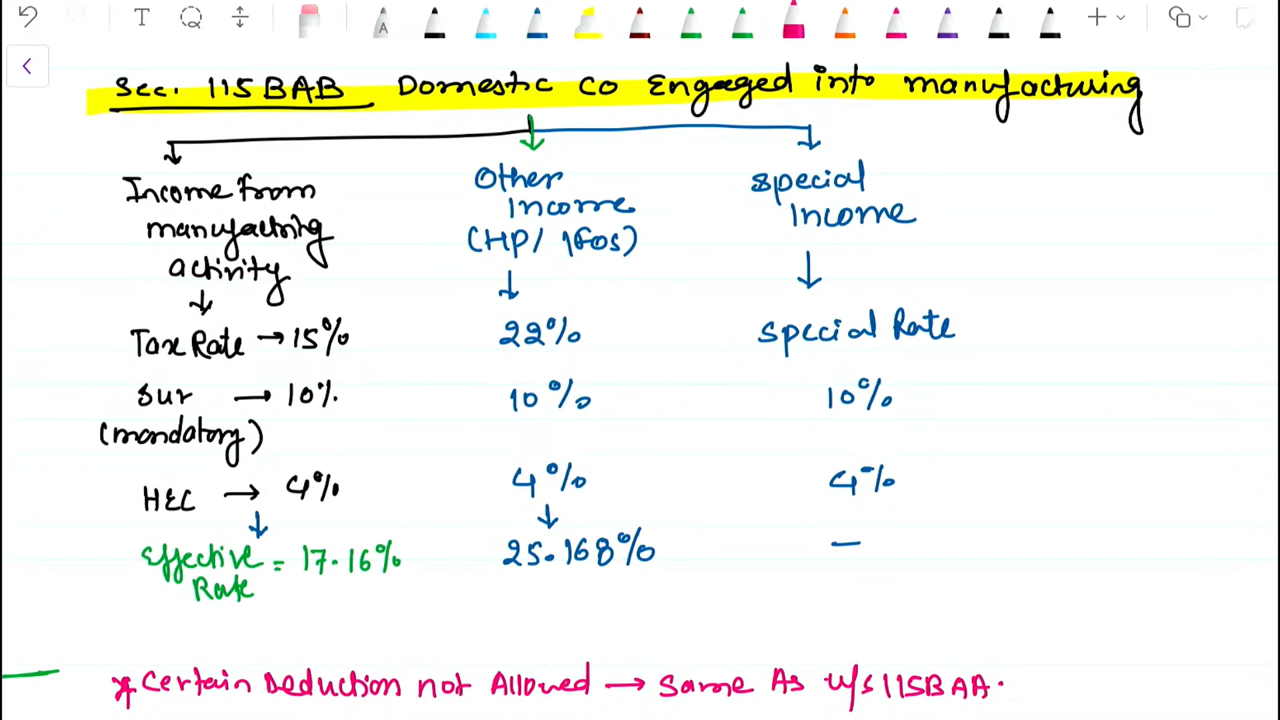 Sec. 115BAB Domestic Co Engaged into manufacturing
Income from
manufacturing
activity
Tax Rate → 15%
Sur → 10%
(mandatory)
HEC → 4%
Effective = 17.16%
Rate
Other
Income
(HP/ IFOS)
22%
10%
4%
25.168%
Special
Income
Special Rate
10%
4%
—
* Certain Deduction not Allowed → Same As u/s 115BAA.